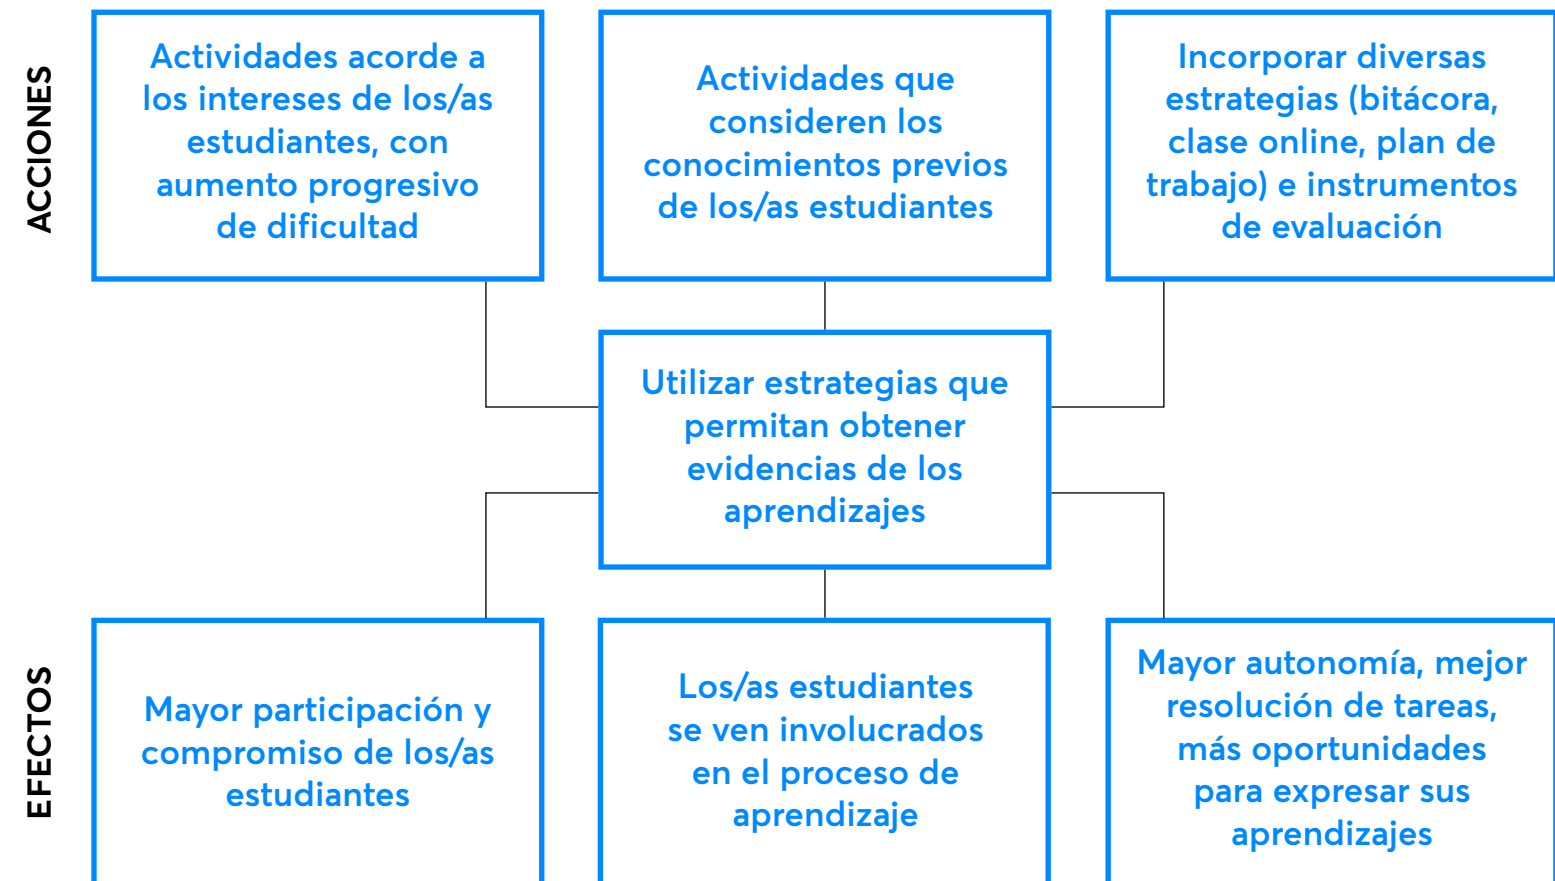 ACCIONES
Actividades acorde a
los intereses de los/as
estudiantes, con
aumento progresivo
de dificultad
Actividades que
consideren los
conocimientos previos
de los/as estudiantes
Incorporar diversas
estrategias (bitácora,
clase online, plan de
trabajo) e instrumentos
de evaluación
Utilizar estrategias que
permitan obtener
evidencias de los
aprendizajes
EFECTOS
Mayor participación y
compromiso de los/as
estudiantes
Los/as estudiantes
se ven involucrados
en el proceso de
aprendizaje
Mayor autonomía, mejor
resolución de tareas,
más oportunidades
para expresar sus
aprendizajes